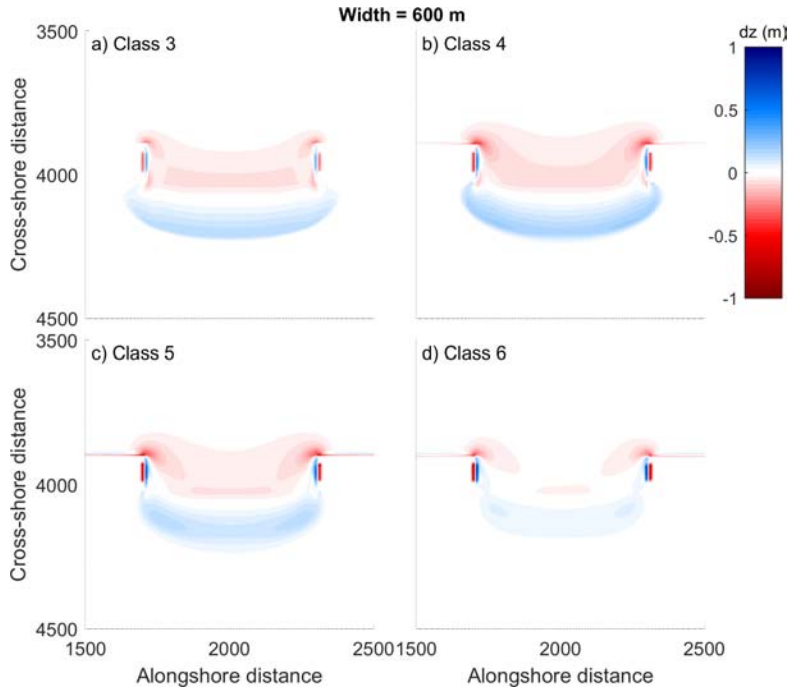 Width = 600 m
a) Class 3
b) Class 4
dz (m)
3500
4000
4500
Cross-shore distance
1
0.5
0
-0.5
-1
c) Class 5
d) Class 6
3500
4000
4500
Cross-shore distance
1500
2000
2500
1500
2000
2500
Alongshore distance
Alongshore distance